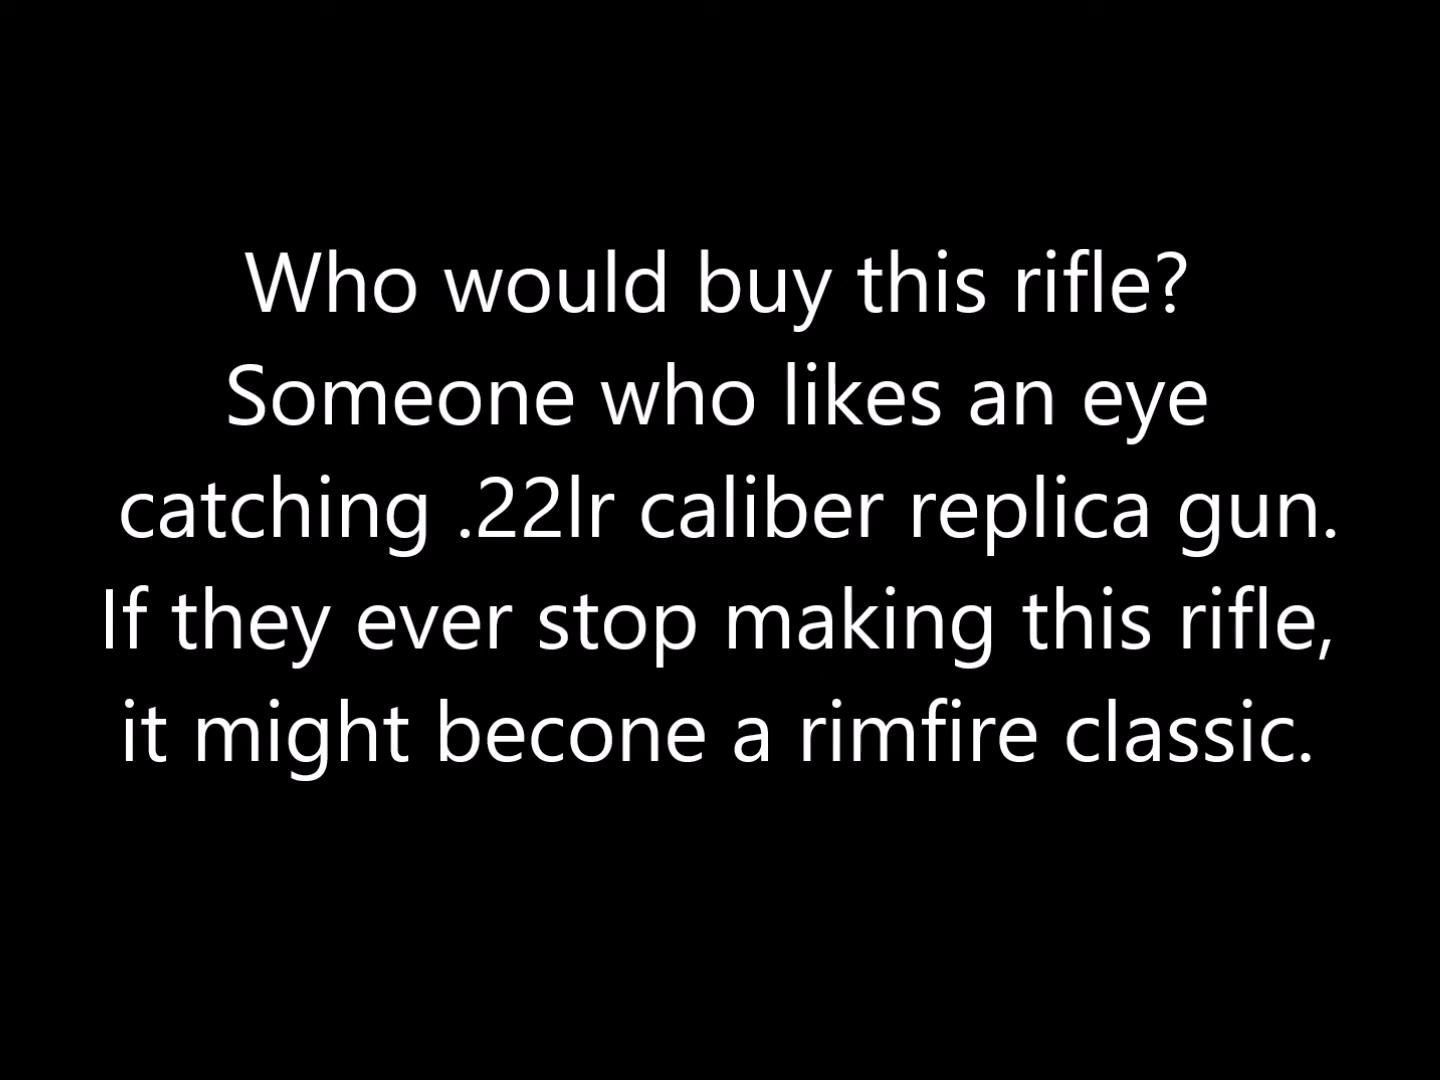 Who would buy this rifle?
Someone who likes an eye
catching .22lr caliber replica gun.
If they ever stop making this rifle,
it might becone a rimfire classic.